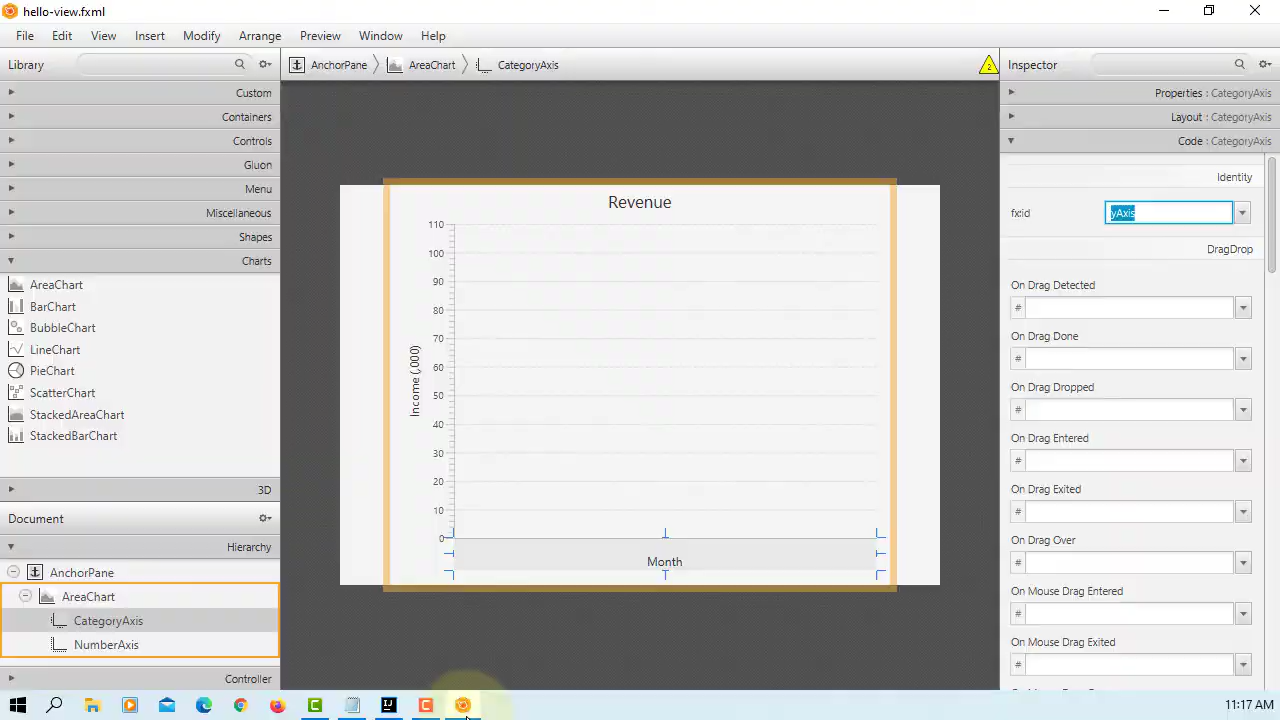 hello-view.fxml
File Edit View Insert Modify Arrange Preview Window Help
Library
AnchorPane AreaChart CategoryAxis
2
Inspector
Custom
Containers
Controls
Gluon
Menu
Miscellaneous
Shapes
Charts
AreaChart
BarChart
BubbleChart
LineChart
PieChart
ScatterChart
StackedAreaChart
StackedBarChart
3D
Document
Hierarchy
AnchorPane
AreaChart
CategoryAxis
NumberAxis
Controller
Revenue
110
100
90
80
70
60
50
40
30
20
10
0
Income (,000)
Month
Properties : CategoryAxis
Layout : CategoryAxis
Code : CategoryAxis
Identity
fx:id yAxis
DragDrop
On Drag Detected
#
On Drag Done
#
On Drag Dropped
#
On Drag Entered
#
On Drag Exited
#
On Drag Over
#
On Mouse Drag Entered
#
On Mouse Drag Exited
#
11:17 AM